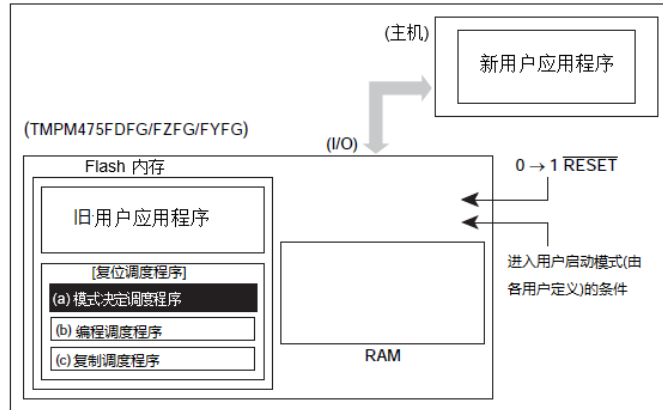 (主机)
新用户应用程序
(TMPM475FDFG/FZFG/FYFG)
(I/O)
Flash 内存
0 → 1 RESET
旧用户应用程序
[复位调度程序]
(a) 模式决定调度程序
(b) 编程调度程序
(c) 复制调度程序
进入用户启动模式(由
各用户定义)的条件
RAM